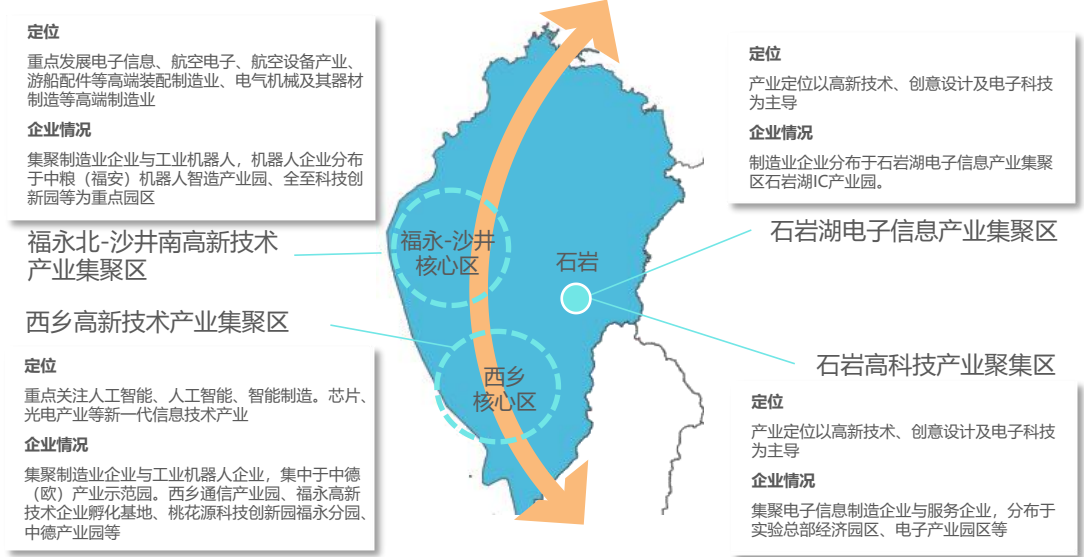 定位
重点发展电子信息、航空电子、航空设备产业、
游船配件等高端装配制造业、电气机械及其器材
制造等高端制造业
企业情况
集聚制造业企业与工业机器人，机器人企业分布
于中粮（福安）机器人智造产业园、全至科技创
新园等为重点园区
福永北-沙井南高新技术
产业集聚区
西乡高新技术产业集聚区
定位
重点关注人工智能、人工智能、智能制造。芯片、
光电产业等新一代信息技术产业
企业情况
集聚制造业企业与工业机器人企业，集中于中德
（欧）产业示范园。西乡通信产业园、福永高新
技术企业孵化基地、桃花源科技创新园福永分园、
中德产业园等
福永-沙井
核心区
石岩
西乡
核心区
定位
产业定位以高新技术、创意设计及电子科技
为主导
企业情况
制造业企业分布于石岩湖电子信息产业集聚
区石岩湖IC产业园。
石岩湖电子信息产业集聚区
石岩高科技产业聚集区
定位
产业定位以高新技术、创意设计及电子科技
为主导
企业情况
集聚电子信息制造企业与服务企业，分布于
实验总部经济园区、电子产业园区等